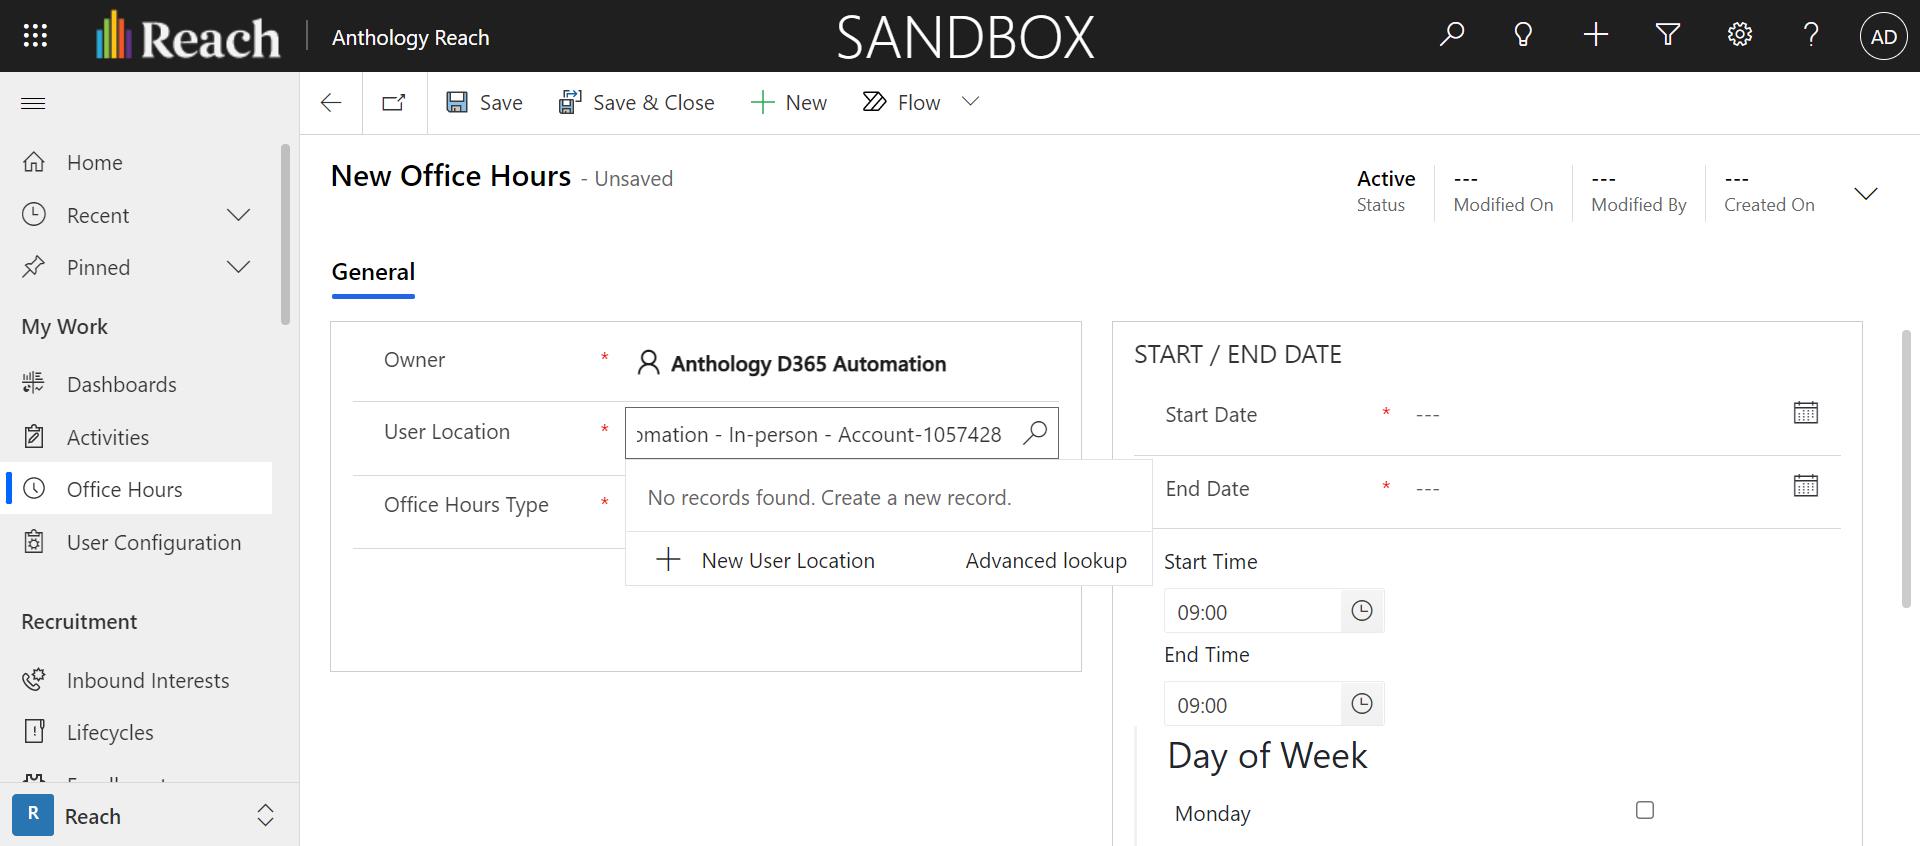 Reach
Anthology Reach
SANDBOX
AD
Save
Save & Close
New
Flow
Home
Recent
Pinned
My Work
Dashboards
Activities
Office Hours
User Configuration
Recruitment
Inbound Interests
Lifecycles
R
Reach
New Office Hours - Unsaved
Active
Status
---
Modified On
---
Modified By
---
Created On
General
Owner * Anthology D365 Automation
User Location * omation - In-person - Account-1057428
Office Hours Type *
No records found. Create a new record.
New User Location Advanced lookup
START / END DATE
Start Date * ---
End Date * ---
Start Time
09:00
End Time
09:00
Day of Week
Monday